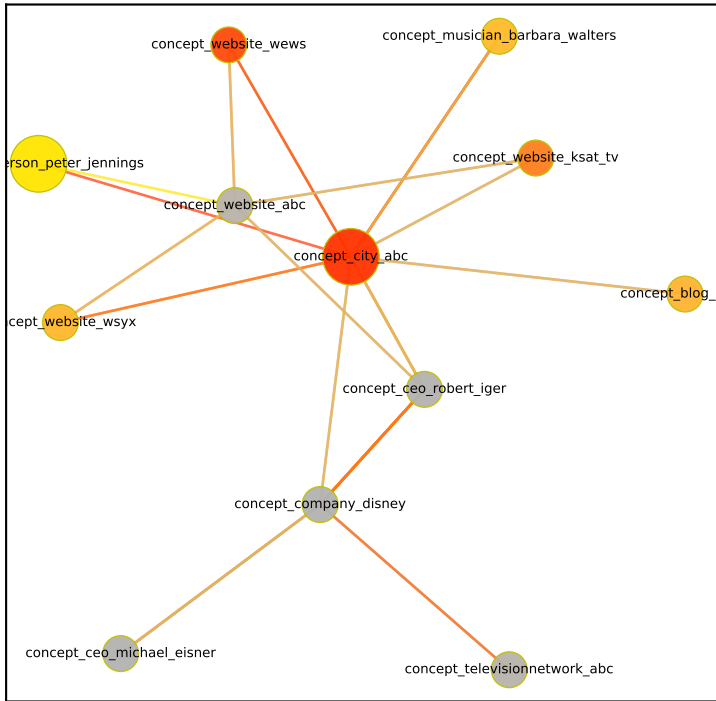 concept_musician_barbara_walters
concept_website_wews
concept_website_ksat_tv
erson_peter_jennings
concept_website_abc
concept_city_abc
concept_blog_
cept_website_wsyx
concept_ceo_robert_iger
concept_company_disney
concept_ceo_michael_eisner
concept_televisionnetwork_abc